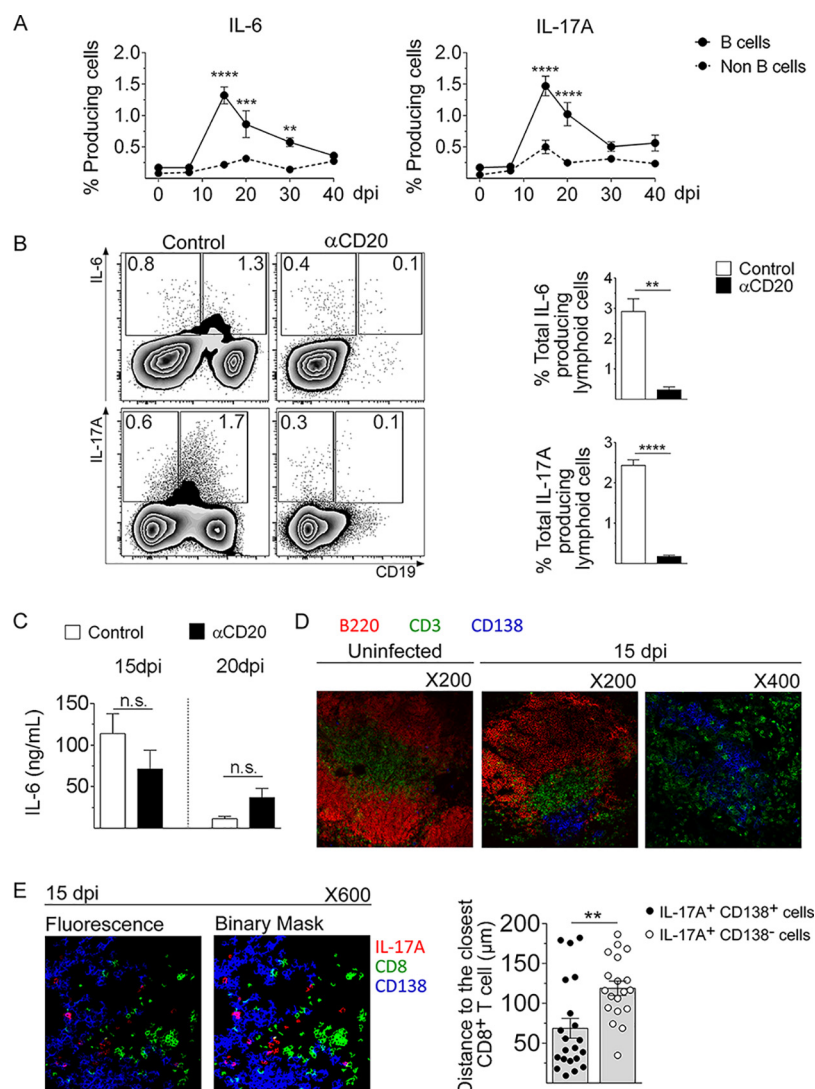 A
IL-6
IL-17A
B cells
Non B cells
% Producing cells
2.0
1.5
1.0
0.5
****
***
**
0 10 20 30 40 dpi
% Producing cells
2.0
1.5
1.0
0.5
****
****
0 10 20 30 40 dpi
B
Control
αCD20
IL-6
0.8 1.3
0.4 0.1
IL-17A
0.6 1.7
0.3 0.1
CD19
Control
αCD20
% Total IL-6
producing
lymphoid cells
4
3
2
1
**
% Total IL-17A
producing
lymphoid cells
3
2
1
****
C
Control
αCD20
15dpi
20dpi
IL-6 (ng/mL)
150
100
50
n.s.
n.s.
D
B220 CD3 CD138
Uninfected
15 dpi
X200
X200
X400
E
15 dpi
X600
Fluorescence
Binary Mask
IL-17A
CD8
CD138
Distance to the closest
CD8+ T cell (μm)
200
150
100
50
**
IL-17A+ CD138+ cells
IL-17A+ CD138- cells